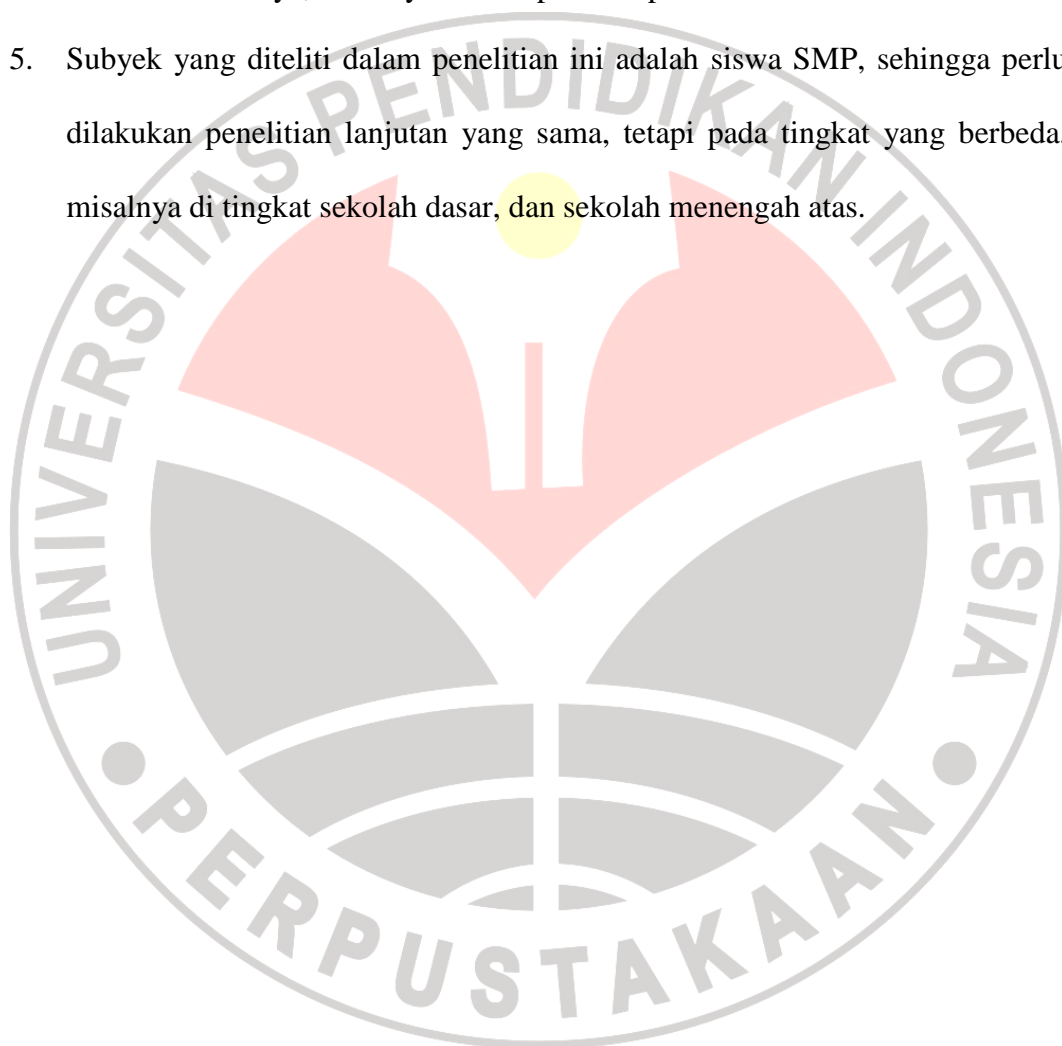 5. Subyek yang diteliti dalam penelitian ini adalah siswa SMP, sehingga perlu
dilakukan penelitian lanjutan yang sama, tetapi pada tingkat yang berbeda
misalnya di tingkat sekolah dasar, dan sekolah menengah atas.
UNIVERSITAS PENDIDIKAN INDONESIA
PERPUSTAKAAN